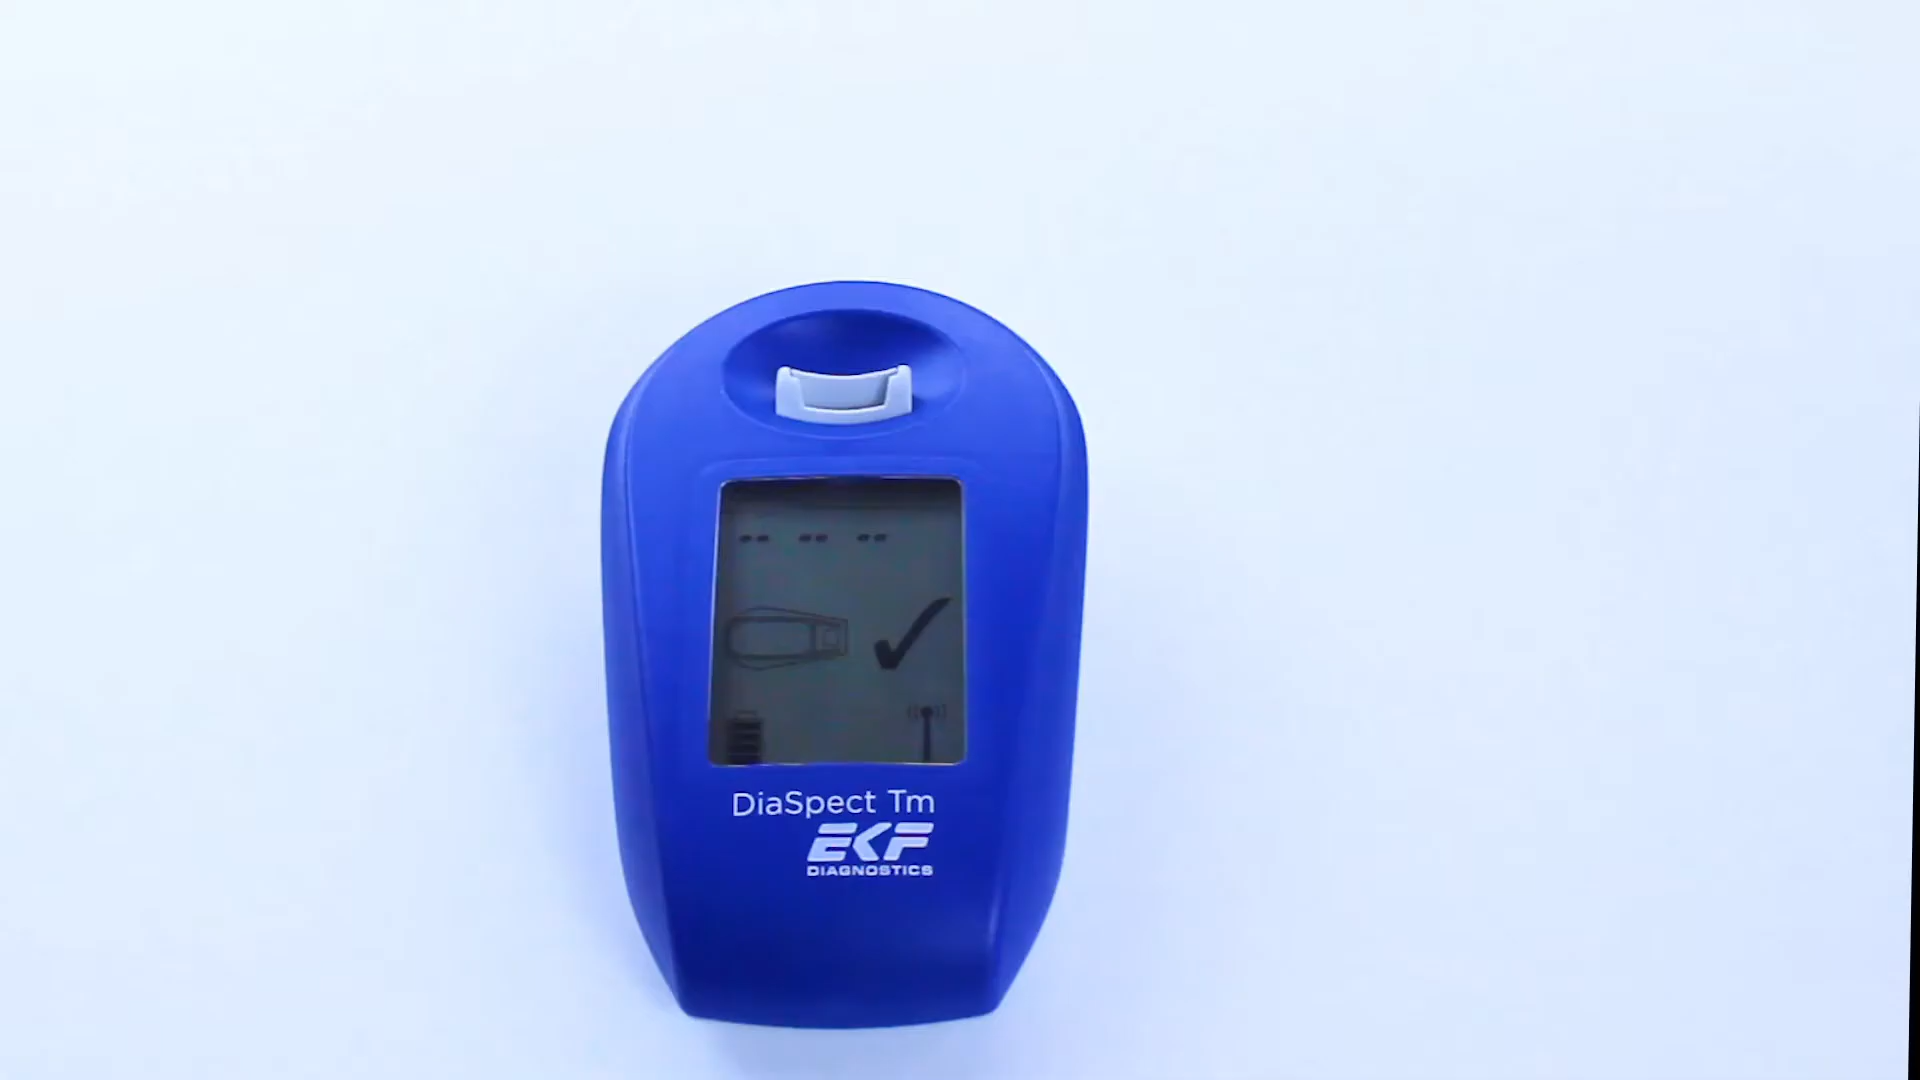 -- -- --
DiaSpect Tm
EKF
DIAGNOSTICS